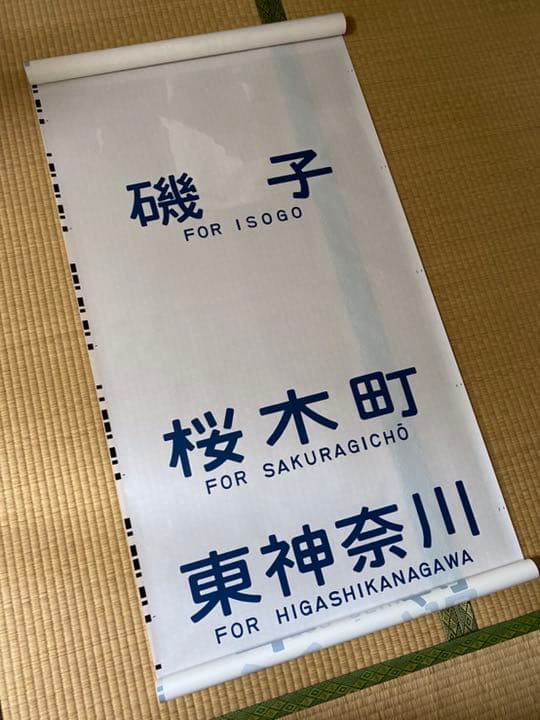 磯子
FOR ISOGO
桜木町
FOR SAKURAGICHŌ
東神奈川
FOR HIGASHIKANAGAWA